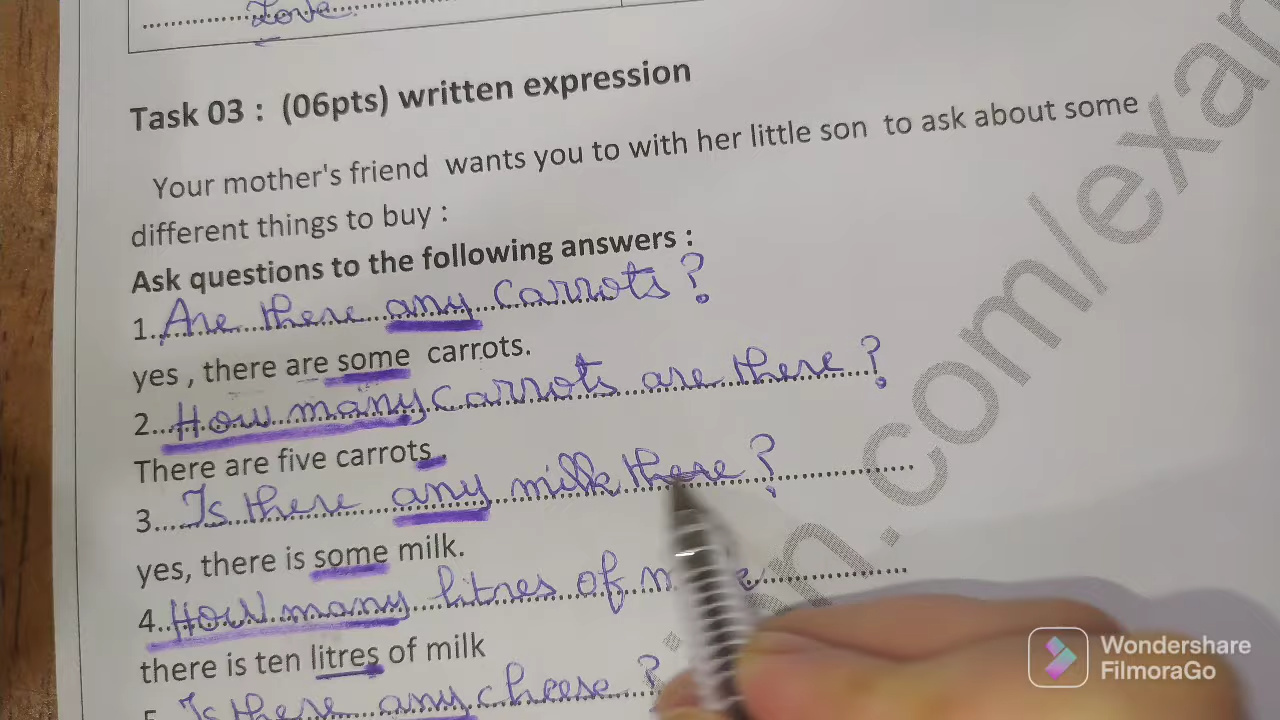 Love.
Task 03 : (06pts) written expression
Your mother's friend wants you to with her little son to ask about some
different things to buy :
Ask questions to the following answers :
1. Are there any carrots ?
yes , there are some carrots.
2. How many carrots are there ?
There are five carrots.
3. Is there any milk there ?
yes, there is some milk.
4. How many litres of
there is ten litres of milk
5. Is there any cheese ?
.com/exam
Wondershare
FilmoraGo